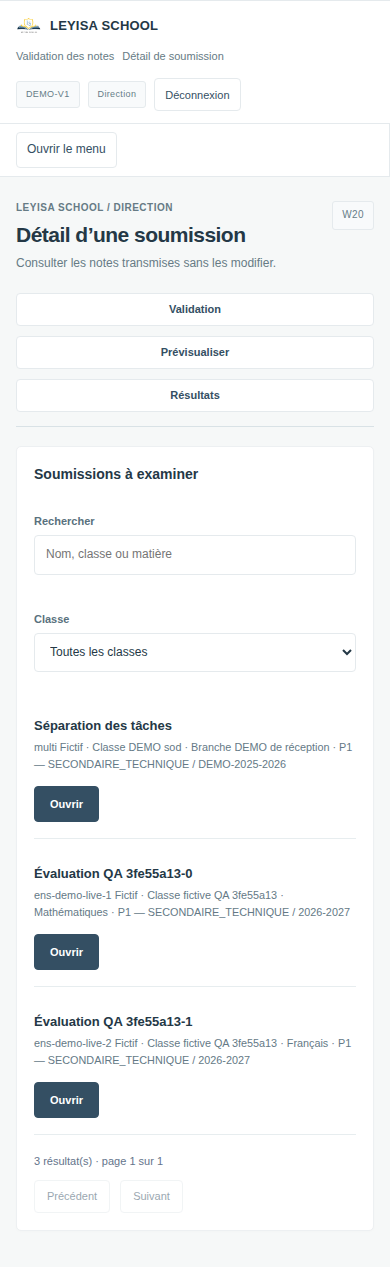 LEYISA SCHOOL
Validation des notes Détail de soumission
DEMO-V1 Direction Déconnexion
Ouvrir le menu
LEYISA SCHOOL / DIRECTION
W20
Détail d’une soumission
Consulter les notes transmises sans les modifier.
Validation
Prévisualiser
Résultats
Soumissions à examiner
Rechercher
Nom, classe ou matière
Classe
Toutes les classes
Séparation des tâches
multi Fictif · Classe DEMO sod · Branche DEMO de réception · P1
— SECONDAIRE_TECHNIQUE / DEMO-2025-2026
Ouvrir
Évaluation QA 3fe55a13-0
ens-demo-live-1 Fictif · Classe fictive QA 3fe55a13 ·
Mathématiques · P1 — SECONDAIRE_TECHNIQUE / 2026-2027
Ouvrir
Évaluation QA 3fe55a13-1
ens-demo-live-2 Fictif · Classe fictive QA 3fe55a13 · Français · P1
— SECONDAIRE_TECHNIQUE / 2026-2027
Ouvrir
3 résultat(s) · page 1 sur 1
Précédent Suivant